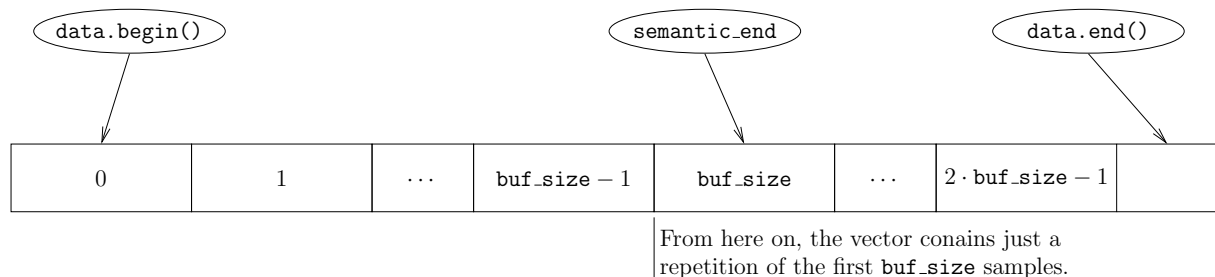 data.begin() semantic_end data.end()
0 1 ⋯ buf_size − 1 buf_size ⋯ 2 · buf_size − 1
From here on, the vector conains just a
repetition of the first buf_size samples.